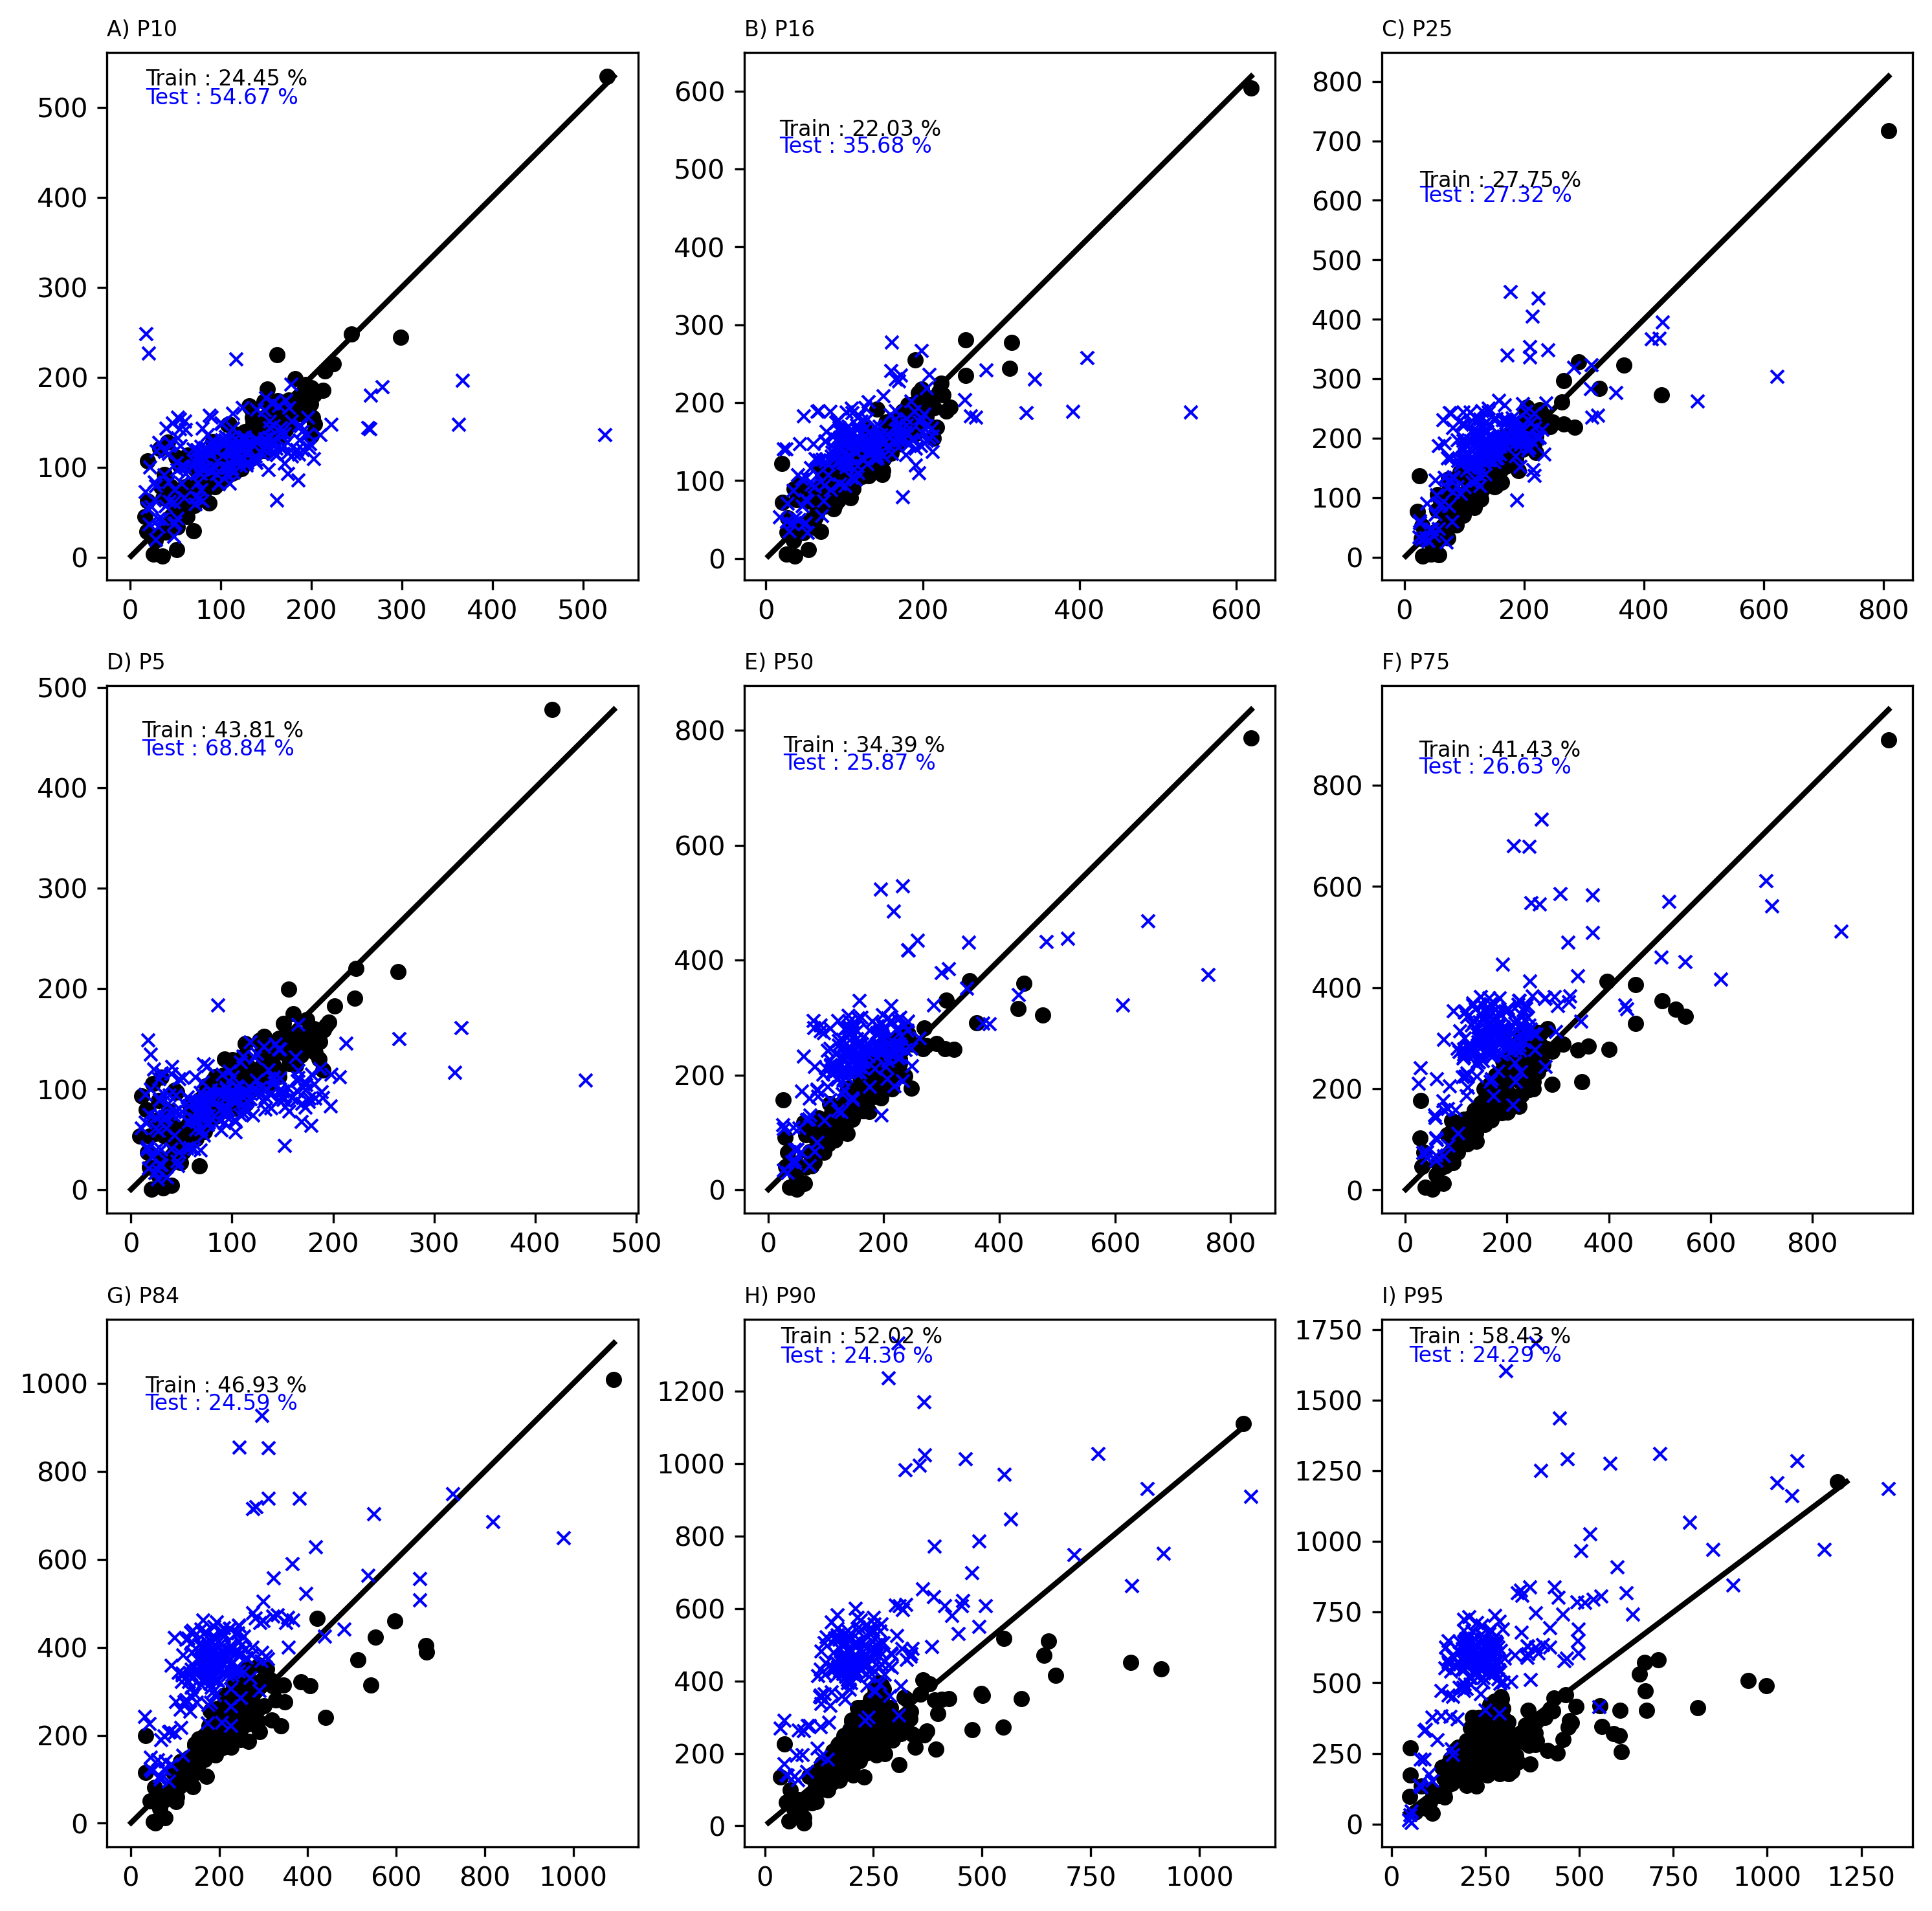 A) P10
Train : 24.45 %
Test : 54.67 %
500
400
300
200
100
0
0 100 200 300 400 500
B) P16
Train : 22.03 %
Test : 35.68 %
600
500
400
300
200
100
0
0 200 400 600
C) P25
Train : 27.75 %
Test : 27.32 %
800
700
600
500
400
300
200
100
0
0 200 400 600 800
D) P5
Train : 43.81 %
Test : 68.84 %
500
400
300
200
100
0
0 100 200 300 400 500
E) P50
Train : 34.39 %
Test : 25.87 %
800
600
400
200
0
0 200 400 600 800
F) P75
Train : 41.43 %
Test : 26.63 %
800
600
400
200
0
0 200 400 600 800
G) P84
Train : 46.93 %
Test : 24.59 %
1000
800
600
400
200
0
0 200 400 600 800 1000
H) P90
Train : 52.02 %
Test : 24.36 %
1200
1000
800
600
400
200
0
0 250 500 750 1000
I) P95
Train : 58.43 %
Test : 24.29 %
1750
1500
1250
1000
750
500
250
0
0 250 500 750 1000 1250